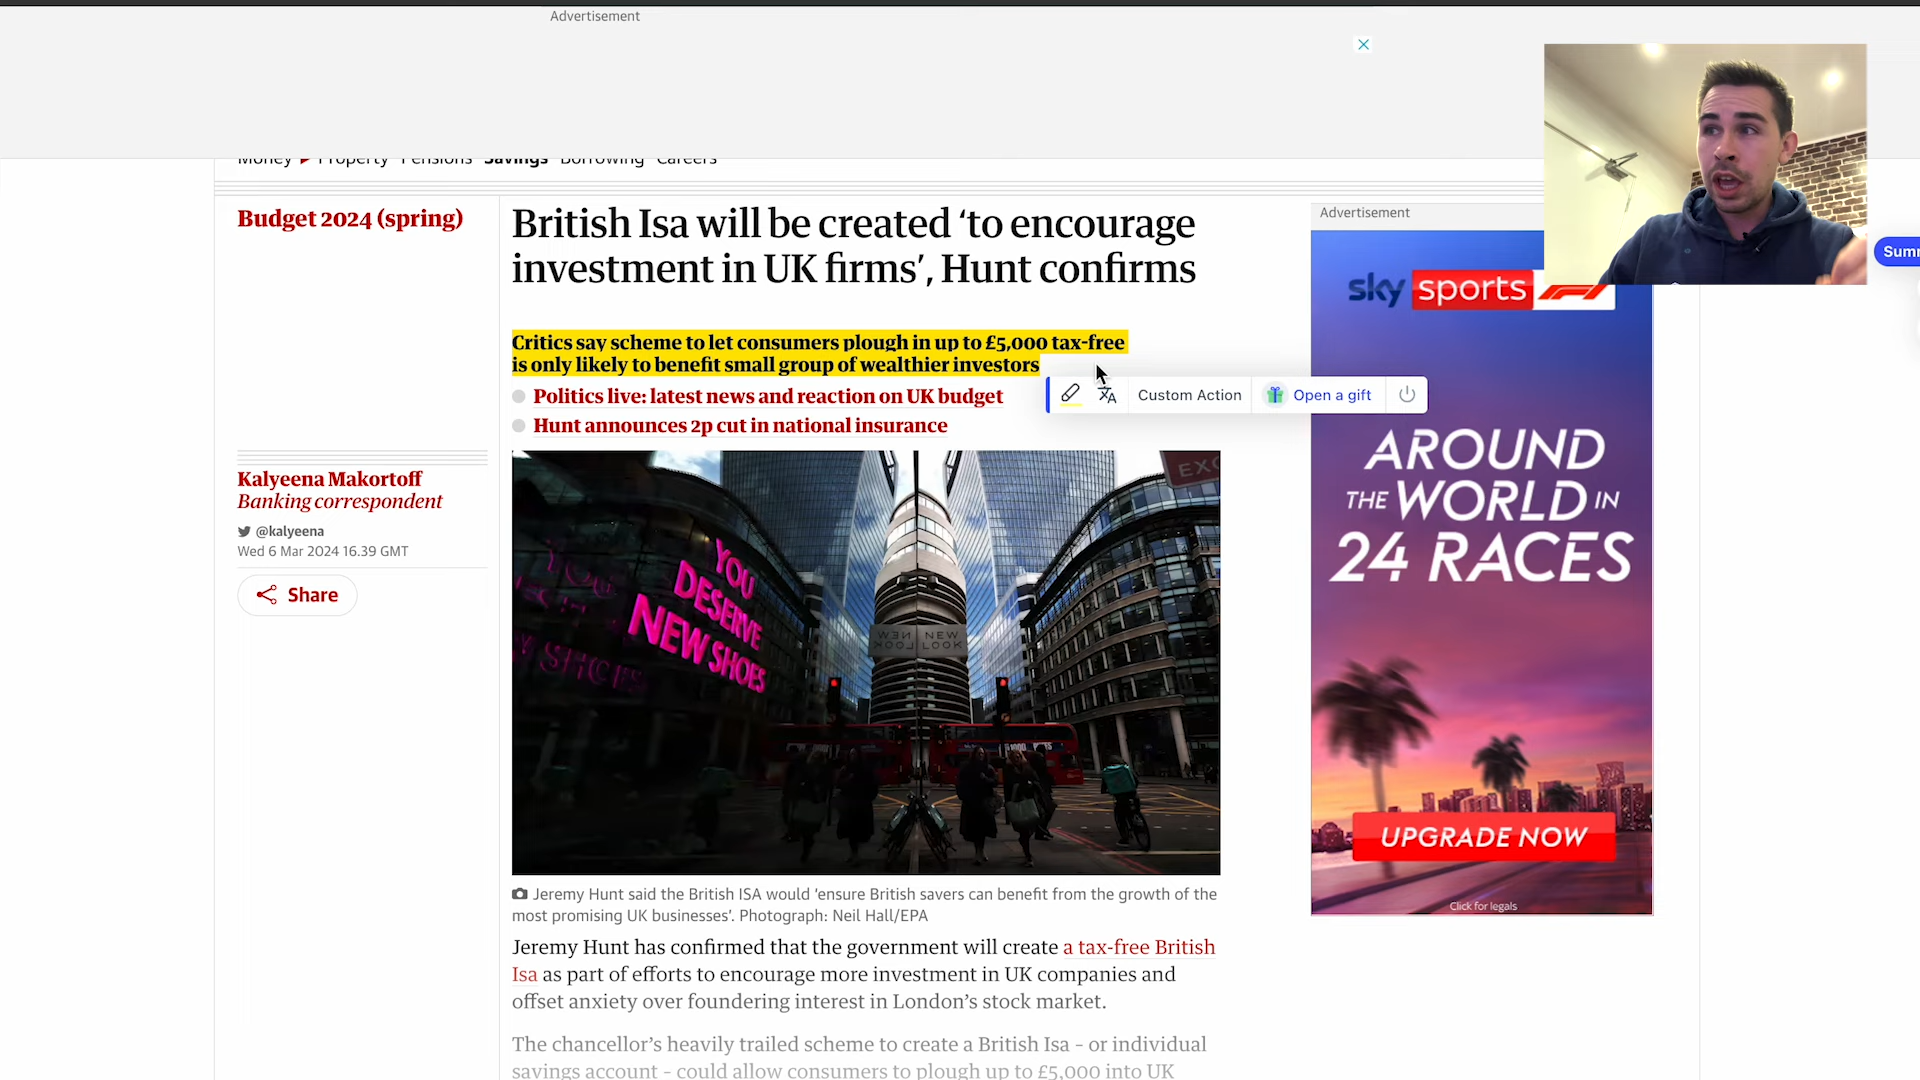 Advertisement
Money Property Pensions Savings Borrowing Careers
Budget 2024 (spring)
British Isa will be created ‘to encourage
investment in UK firms’, Hunt confirms
Critics say scheme to let consumers plough in up to £5,000 tax-free
is only likely to benefit small group of wealthier investors
Politics live: latest news and reaction on UK budget
Hunt announces 2p cut in national insurance
Custom Action
Open a gift
Kalyeena Makortoff
Banking correspondent
@kalyeena
Wed 6 Mar 2024 16.39 GMT
Share
YOU
DESERVE
NEW SHOES
NEW
LOOK
Jeremy Hunt said the British ISA would ‘ensure British savers can benefit from the growth of the
most promising UK businesses’. Photograph: Neil Hall/EPA
Jeremy Hunt has confirmed that the government will create a tax-free British
Isa as part of efforts to encourage more investment in UK companies and
offset anxiety over foundering interest in London’s stock market.
The chancellor’s heavily trailed scheme to create a British Isa – or individual
savings account – could allow consumers to plough up to £5,000 into UK
Advertisement
sky sports F1
AROUND
THE WORLD IN
24 RACES
UPGRADE NOW
Click for legals